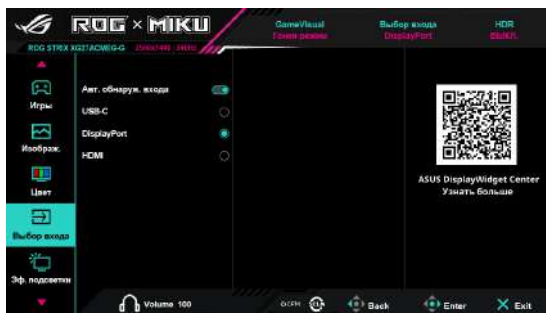 ROG × MIKU
GameVisual
Гонки режим
Выбор входа
DisplayPort
HDR
ВЫКЛ.
ROG STRIX XG27ACMEG-G
Игры
Изображ.
Цвет
Выбор входа
Эф. подсветки
Авт. обнаруж. входа
USB-C
DisplayPort
HDMI
ASUS DisplayWidget Center
Узнать больше
Volume 100
Back
Enter
Exit